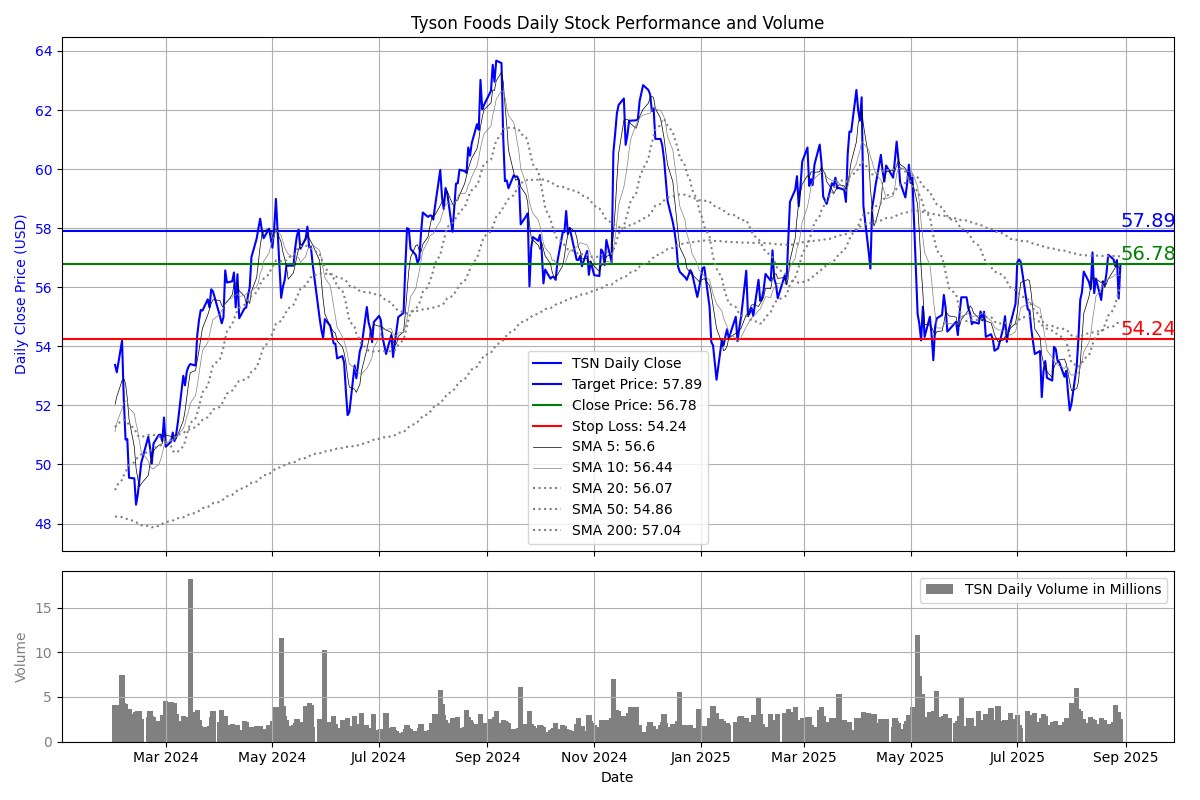 Tyson Foods Daily Stock Performance and Volume
Daily Close Price (USD)
64
62
60
58
56
54
52
50
48
57.89
56.78
54.24
TSN Daily Close
Target Price: 57.89
Close Price: 56.78
Stop Loss: 54.24
SMA 5: 56.6
SMA 10: 56.44
SMA 20: 56.07
SMA 50: 54.86
SMA 200: 57.04
Volume
15
10
5
0
TSN Daily Volume in Millions
Mar 2024 May 2024 Jul 2024 Sep 2024 Nov 2024 Jan 2025 Mar 2025 May 2025 Jul 2025 Sep 2025
Date